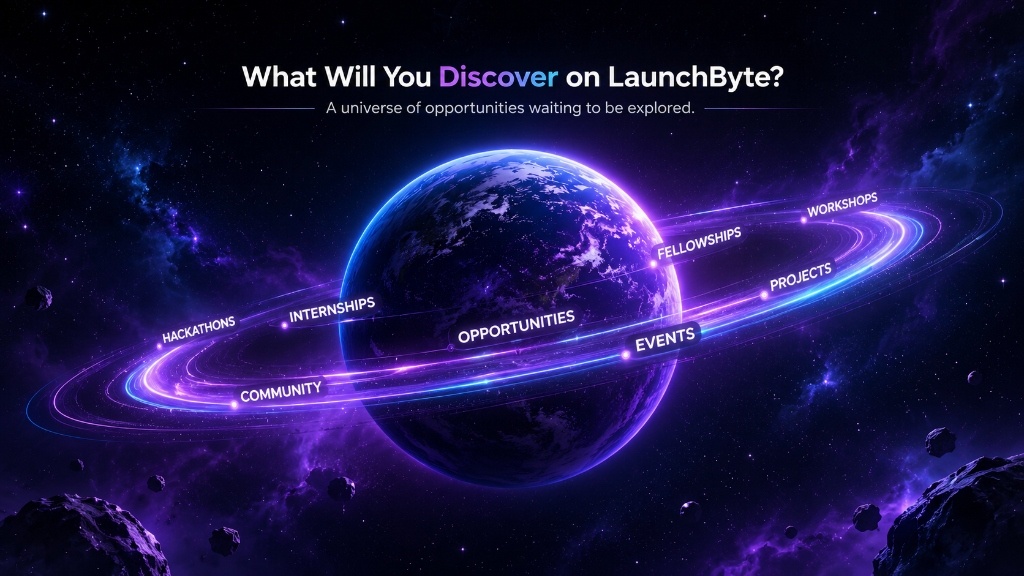 What Will You Discover on LaunchByte?
A universe of opportunities waiting to be explored.
WORKSHOPS
FELLOWSHIPS
PROJECTS
INTERNSHIPS
HACKATHONS
OPPORTUNITIES
EVENTS
COMMUNITY